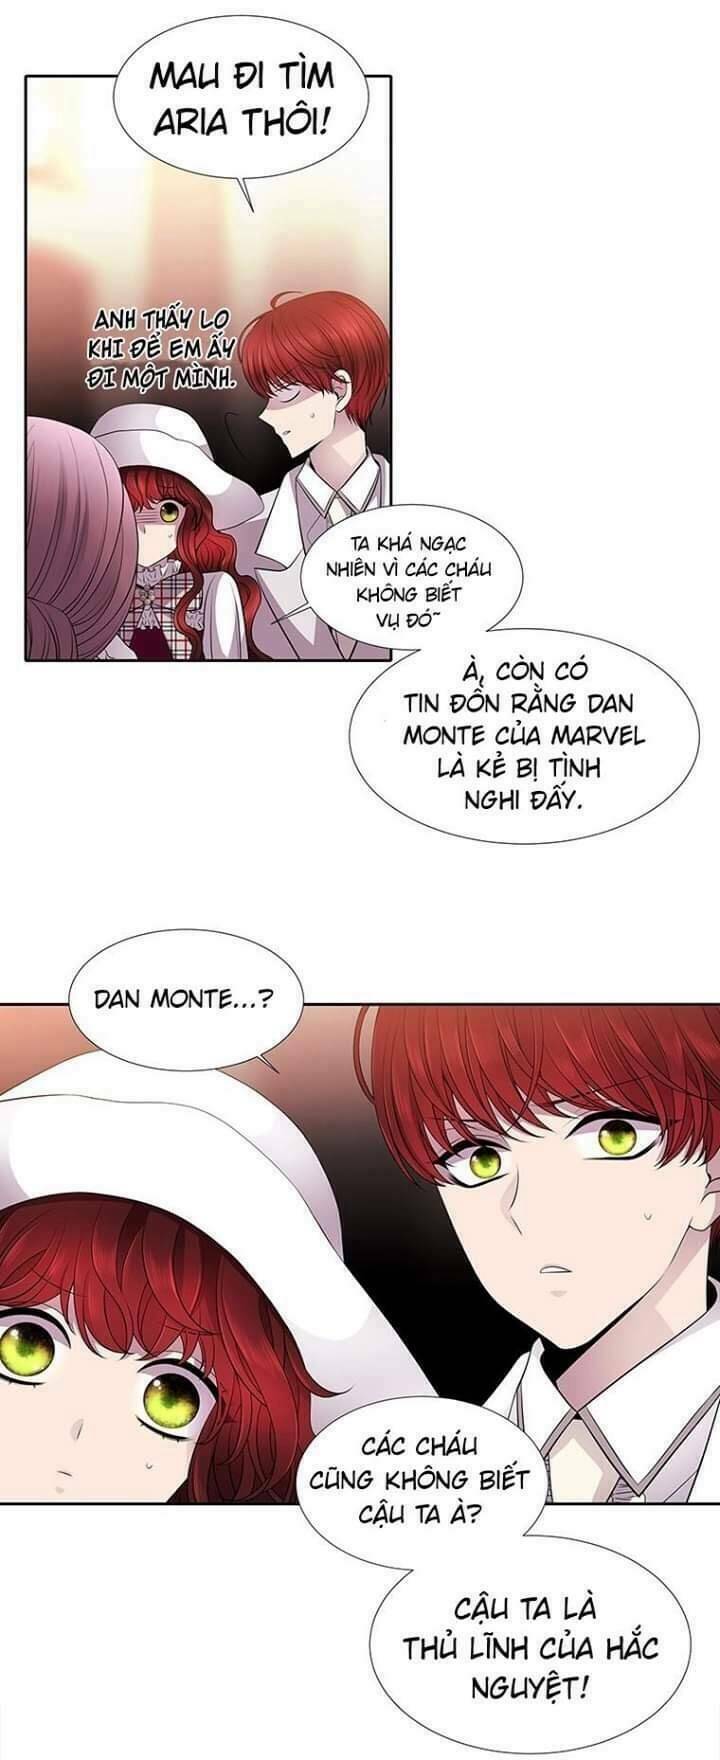 MAU ĐI TÌM
ARIA THÔI!
ANH THẤY LO
KHI ĐỂ EM ẤY
ĐI MỘT MÌNH.
TA KHÁ NGẠC
NHIÊN VÌ CÁC CHÁU
KHÔNG BIẾT
VỤ ĐÓ~
À, CÒN CÓ
TIN ĐỒN RẰNG DAN
MONTE CỦA MARVEL
LÀ KẺ BỊ TÌNH
NGHI ĐẤY.
DAN MONTE...?
CÁC CHÁU
CŨNG KHÔNG BIẾT
CẬU TA À?
CẬU TA LÀ
THỦ LĨNH CỦA HẮC
NGUYỆT!